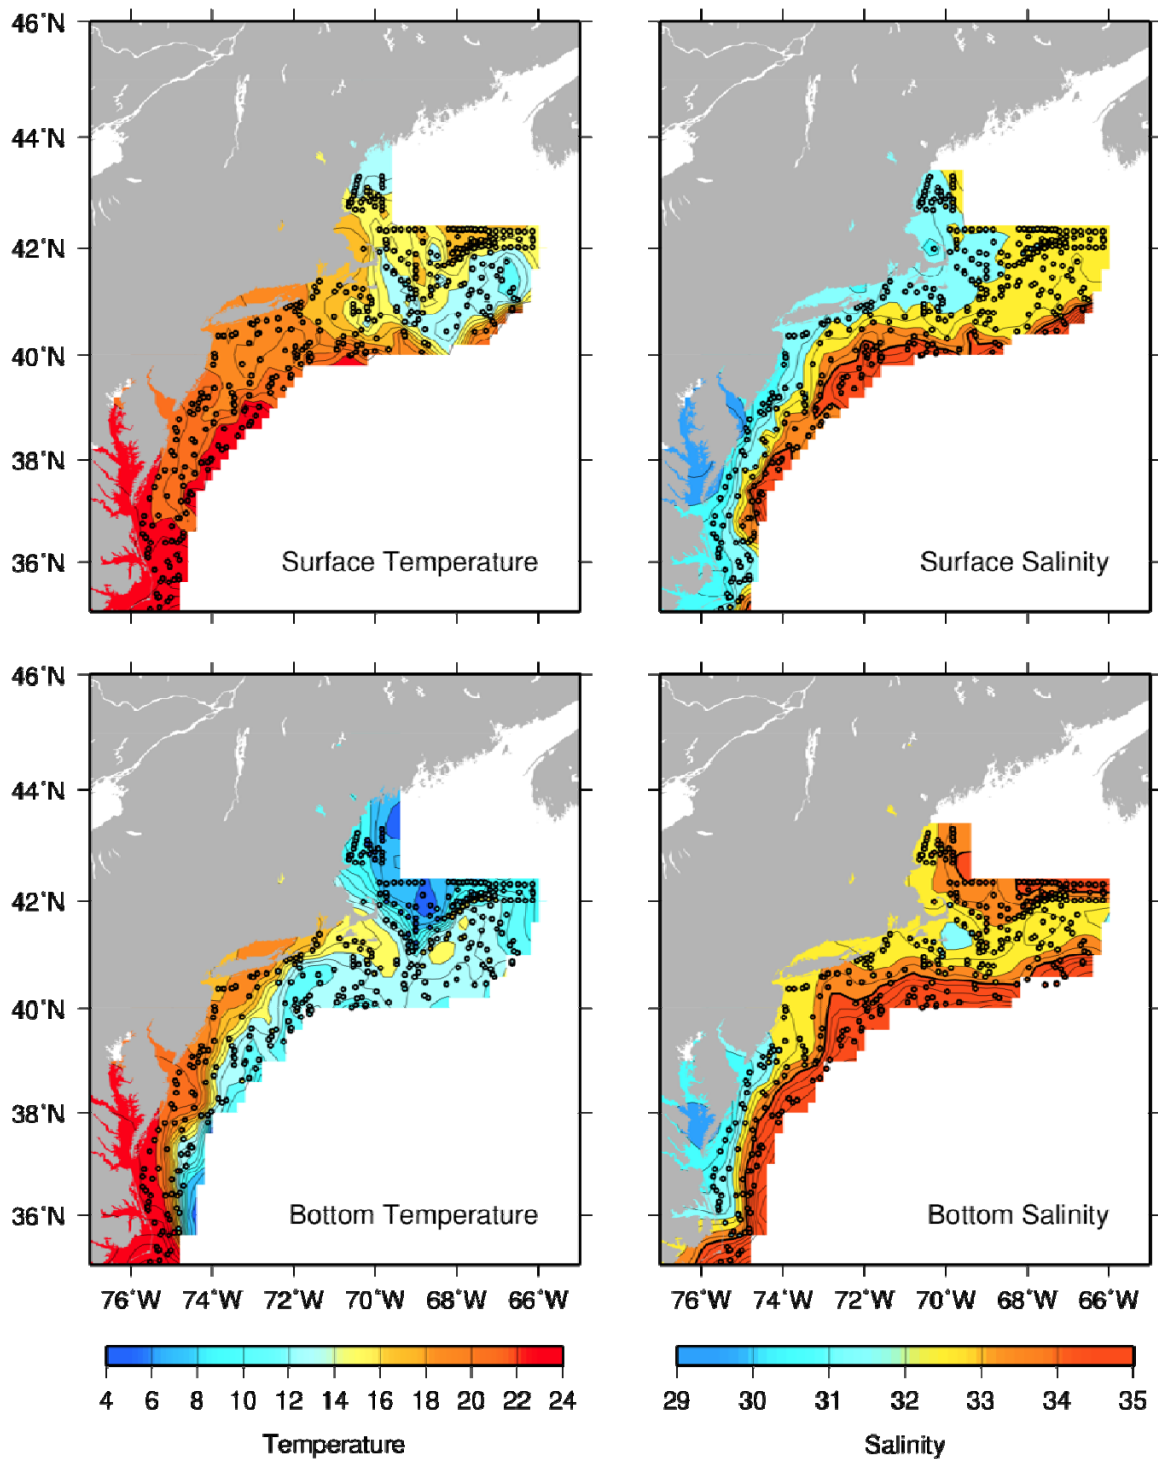 46°N
44°N
42°N
40°N
38°N
36°N
Surface Temperature
Surface Salinity
46°N
44°N
42°N
40°N
38°N
36°N
Bottom Temperature
Bottom Salinity
76°W 74°W 72°W 70°W 68°W 66°W
76°W 74°W 72°W 70°W 68°W 66°W
4 6 8 10 12 14 16 18 20 22 24
Temperature
29 30 31 32 33 34 35
Salinity